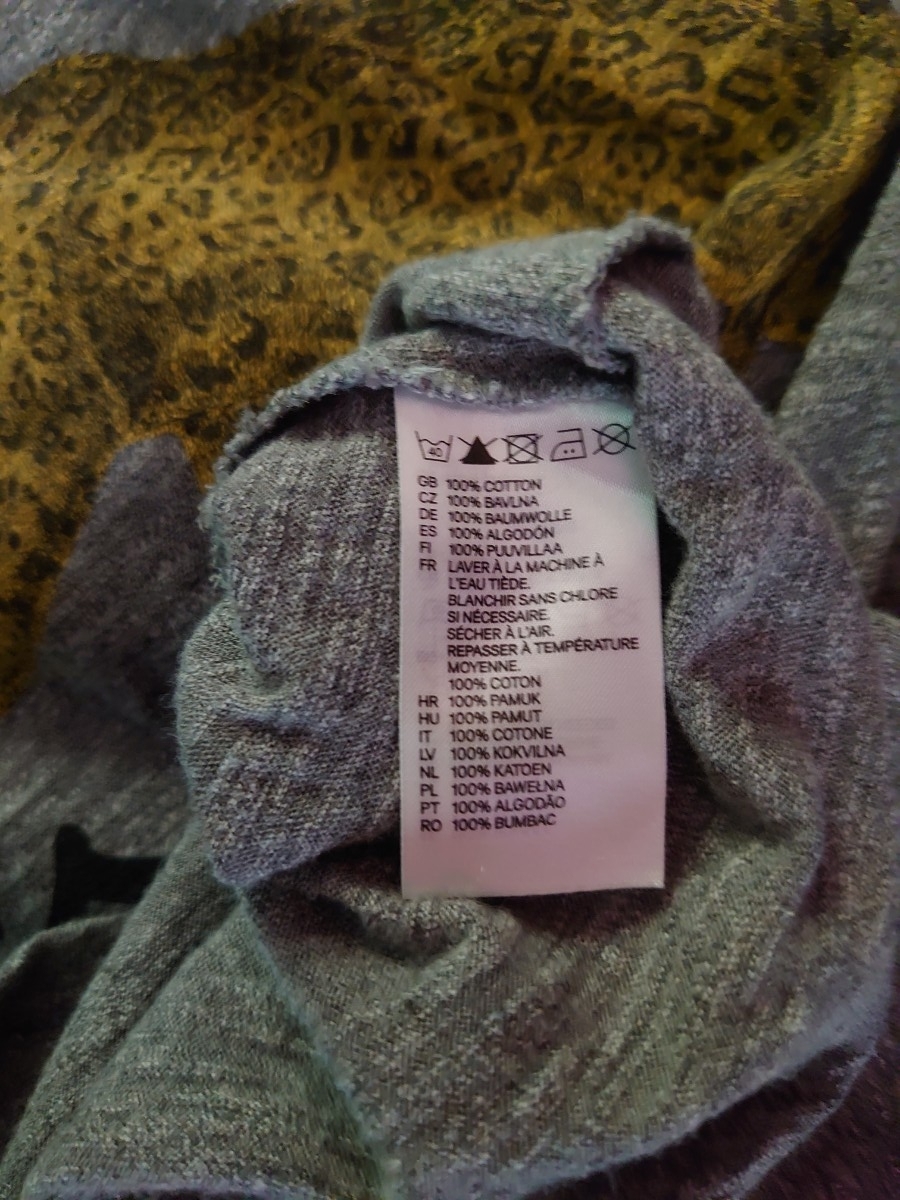 40
GB 100% COTTON
CZ 100% BAVLNA
DE 100% BAUMWOLLE
ES 100% ALGODÓN
FI 100% PUUVILLAA
FR LAVER À LA MACHINE À
L'EAU TIÈDE.
BLANCHIR SANS CHLORE
SI NÉCESSAIRE.
SÉCHER À L'AIR.
REPASSER À TEMPÉRATURE
MOYENNE.
100% COTON
HR 100% PAMUK
HU 100% PAMUT
IT 100% COTONE
LV 100% KOKVILNA
NL 100% KATOEN
PL 100% BAWEŁNA
PT 100% ALGODÃO
RO 100% BUMBAC